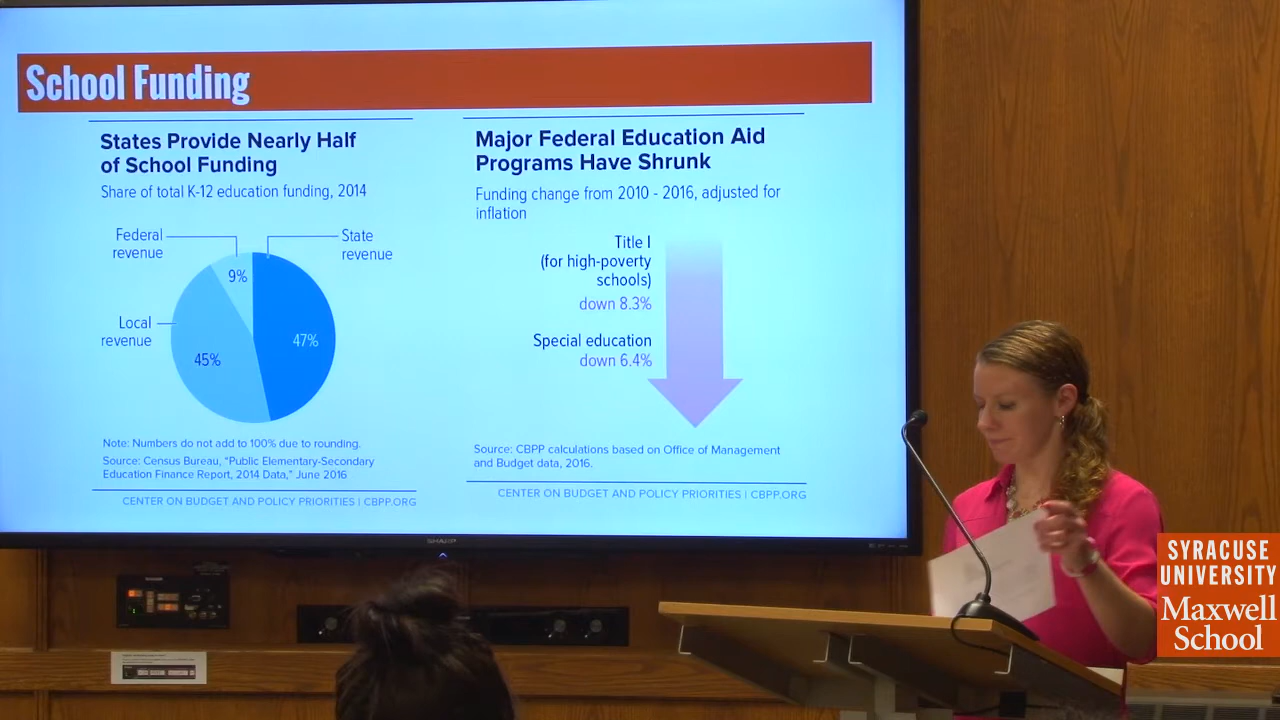 School Funding
States Provide Nearly Half
of School Funding
Share of total K-12 education funding, 2014
Federal
revenue
State
revenue
9%
Local
revenue
47%
45%
Note: Numbers do not add to 100% due to rounding.
Source: Census Bureau, “Public Elementary-Secondary
Education Finance Report, 2014 Data,” June 2016
CENTER ON BUDGET AND POLICY PRIORITIES | CBPP.ORG
Major Federal Education Aid
Programs Have Shrunk
Funding change from 2010 - 2016, adjusted for
inflation
Title I
(for high-poverty
schools)
down 8.3%
Special education
down 6.4%
Source: CBPP calculations based on Office of Management
and Budget data, 2016.
CENTER ON BUDGET AND POLICY PRIORITIES | CBPP.ORG
SHARP
SYRACUSE
UNIVERSITY
Maxwell
School